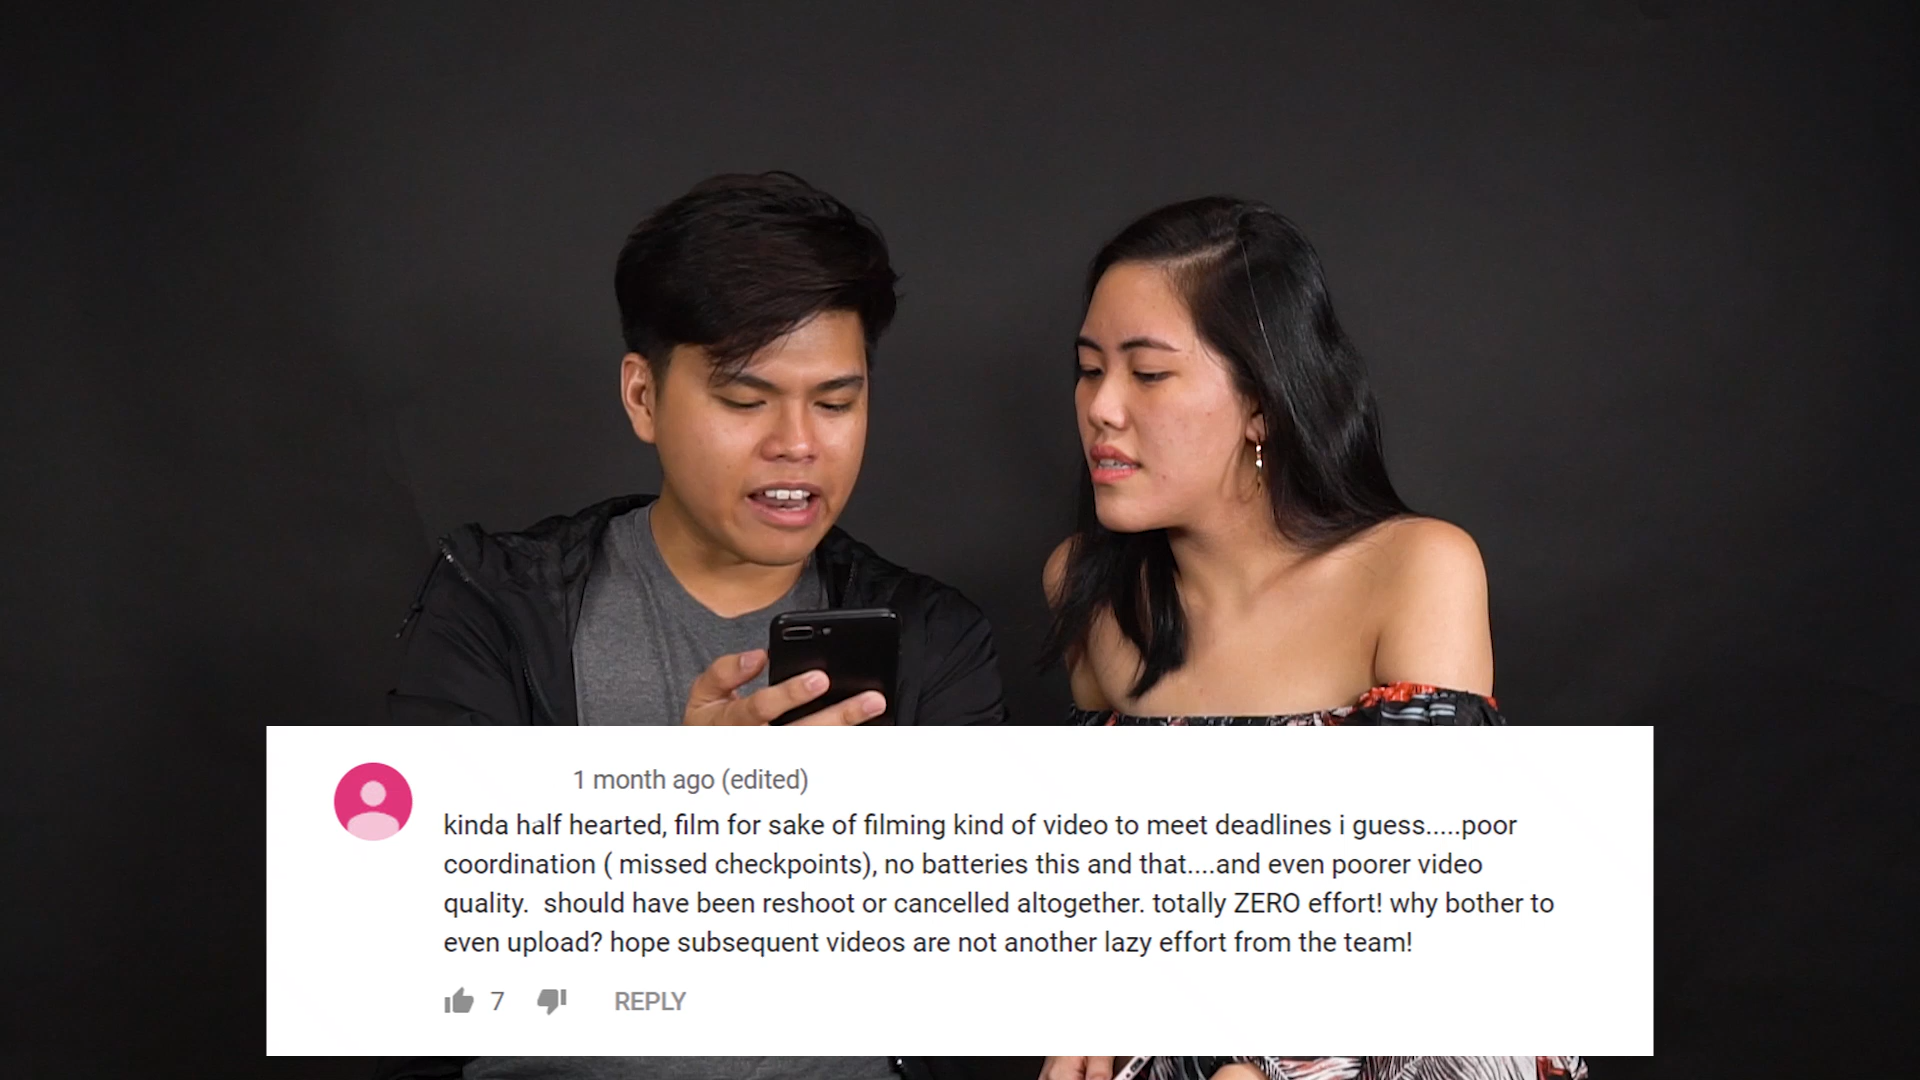 1 month ago (edited)
kinda half hearted, film for sake of filming kind of video to meet deadlines i guess.....poor
coordination ( missed checkpoints), no batteries this and that....and even poorer video
quality.  should have been reshoot or cancelled altogether. totally ZERO effort! why bother to
even upload? hope subsequent videos are not another lazy effort from the team!
7 REPLY